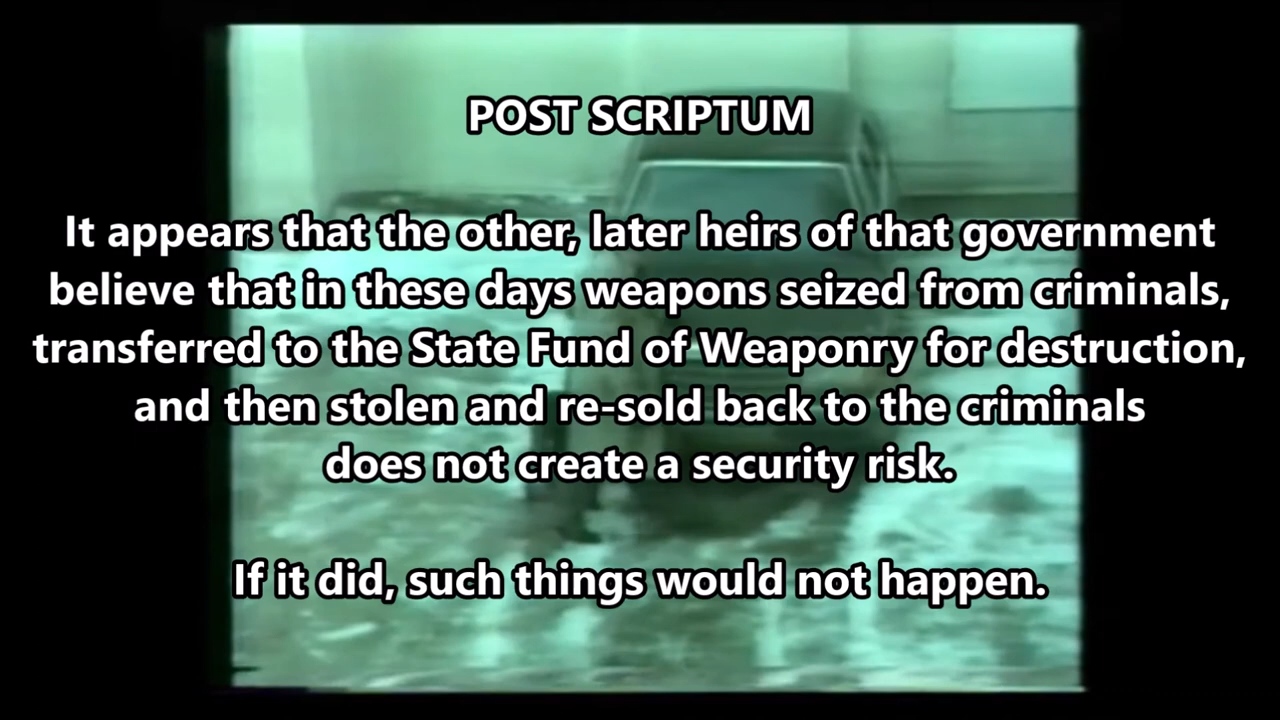 POST SCRIPTUM
It appears that the other, later heirs of that government
believe that in these days weapons seized from criminals,
transferred to the State Fund of Weaponry for destruction,
and then stolen and re-sold back to the criminals
does not create a security risk.
If it did, such things would not happen.